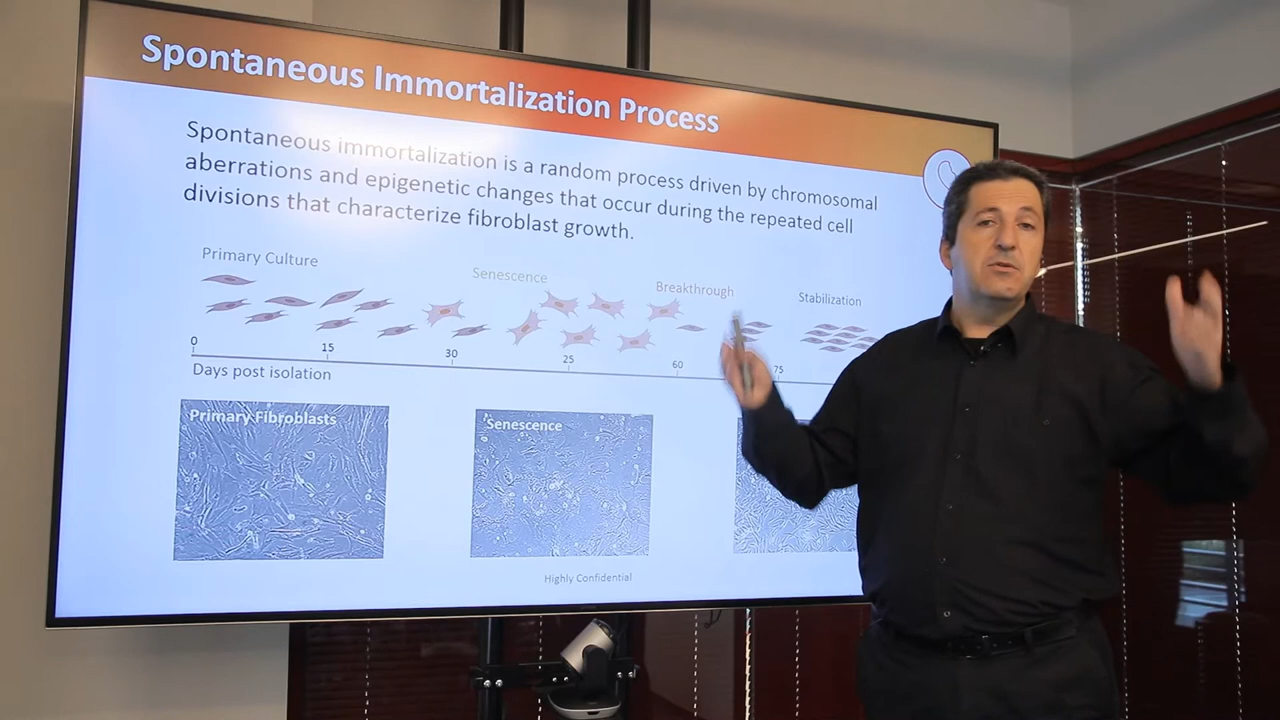 Spontaneous Immortalization Process
Spontaneous immortalization is a random process driven by chromosomal
aberrations and epigenetic changes that occur during the repeated cell
divisions that characterize fibroblast growth.
Primary Culture
Senescence
Breakthrough
Stabilization
0
15
30
25
60
75
Days post isolation
Primary Fibroblasts
Senescence
Highly Confidential